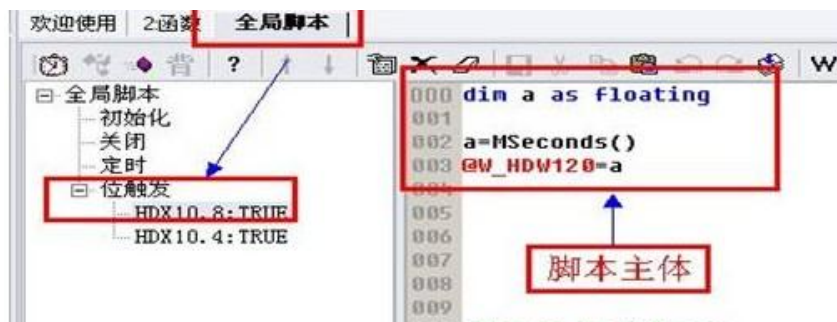 欢迎使用 2:函数 全局脚本
背 ? W
全局脚本
初始化
关闭
定时
位触发
HDX10.8:TRUE
HDX10.4:TRUE
000 dim a as floating
001
002 a=MSeconds()
003 @W_HDW120=a
004
005
006
007
008
009
脚本主体